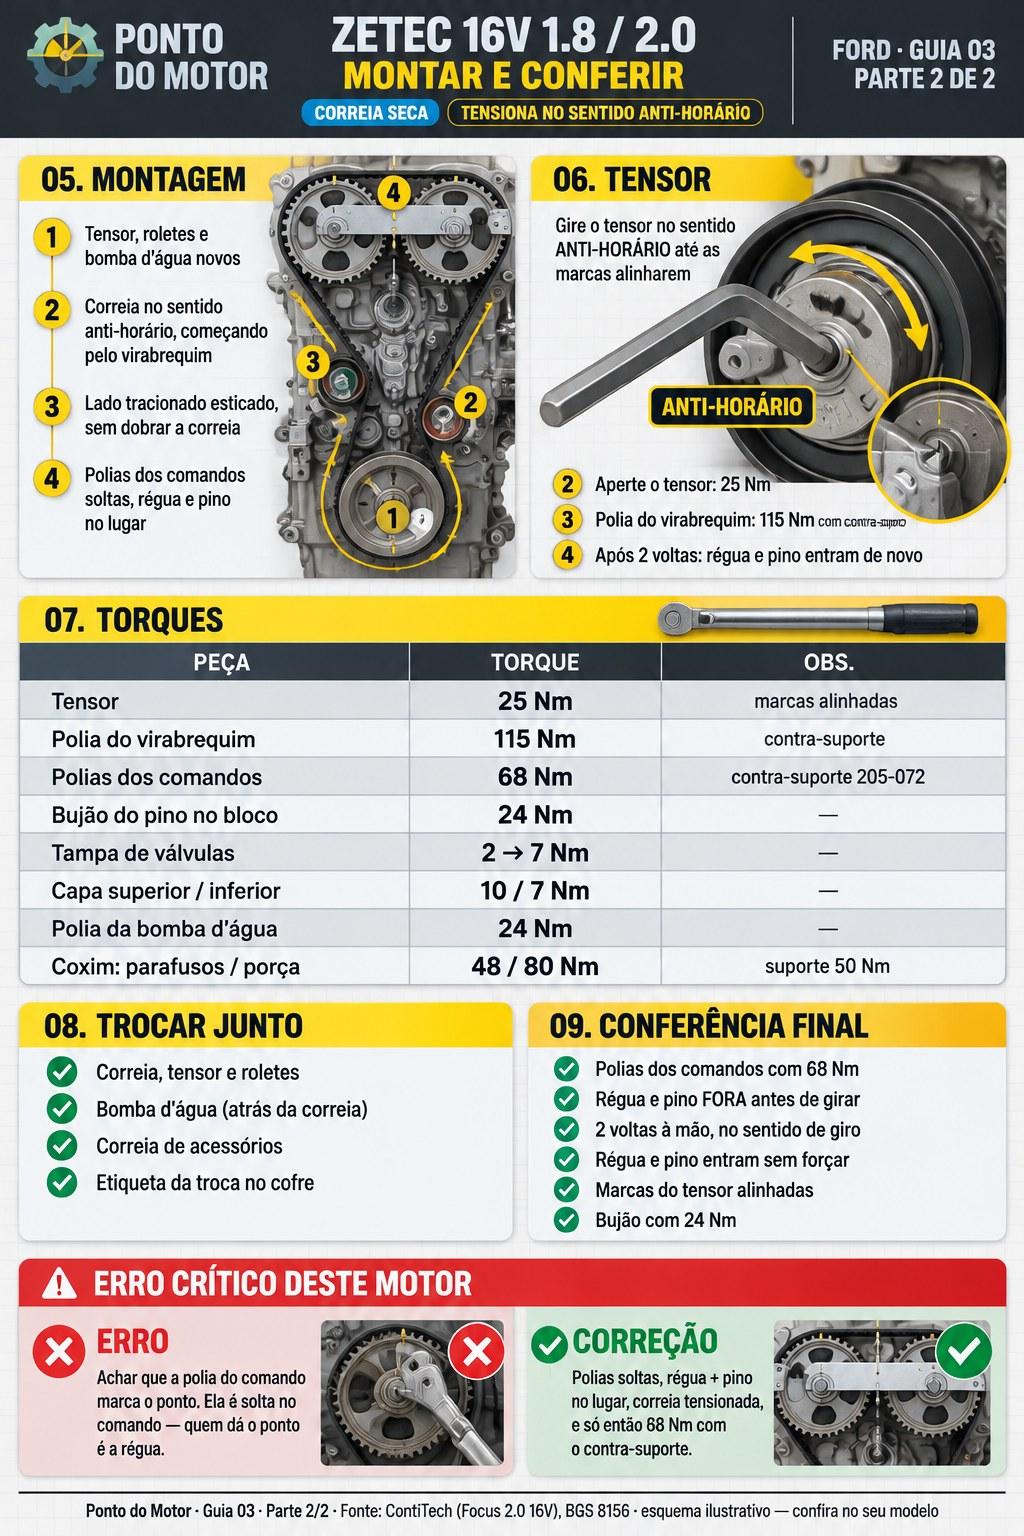 PONTO
DO MOTOR
ZETEC 16V 1.8 / 2.0
MONTAR E CONFERIR
CORREIA SECA
TENSIONA NO SENTIDO ANTI-HORÁRIO
FORD · GUIA 03
PARTE 2 DE 2
05. MONTAGEM
1 Tensor, roletes e
bomba d'água novos
2 Correia no sentido
anti-horário, começando
pelo virabrequim
3 Lado tracionado esticado,
sem dobrar a correia
4 Polias dos comandos
soltas, régua e pino
no lugar
4
3
2
1
06. TENSOR
Gire o tensor no sentido
ANTI-HORÁRIO até as
marcas alinharem
ANTI-HORÁRIO
2 Aperte o tensor: 25 Nm
3 Polia do virabrequim: 115 Nm com
4 Após 2 voltas: régua e pino entram de novo
07. TORQUES
PEÇA TORQUE OBS.
Tensor 25 Nm marcas alinhadas
Polia do virabrequim 115 Nm contra-suporte
Polias dos comandos 68 Nm contra-suporte 205-072
Bujão do pino no bloco 24 Nm —
Tampa de válvulas 2 → 7 Nm —
Capa superior / inferior 10 / 7 Nm —
Polia da bomba d'água 24 Nm —
Coxim: parafusos / porça 48 / 80 Nm suporte 50 Nm
08. TROCAR JUNTO
Correia, tensor e roletes
Bomba d'água (atrás da correia)
Correia de acessórios
Etiqueta da troca no cofre
09. CONFERÊNCIA FINAL
Polias dos comandos com 68 Nm
Régua e pino FORA antes de girar
2 voltas à mão, no sentido de giro
Régua e pino entram sem forçar
Marcas do tensor alinhadas
Bujão com 24 Nm
ERRO CRÍTICO DESTE MOTOR
ERRO
Achar que a polia do comando
marca o ponto. Ela é solta no
comando — quem dá o ponto
é a régua.
CORREÇÃO
Polias soltas, régua + pino
no lugar, correia tensionada,
e só então 68 Nm com
o contra-suporte.
Ponto do Motor · Guia 03 · Parte 2/2 · Fonte: ContiTech (Focus 2.0 16V), BGS 8156 · esquema ilustrativo — confira no seu modelo